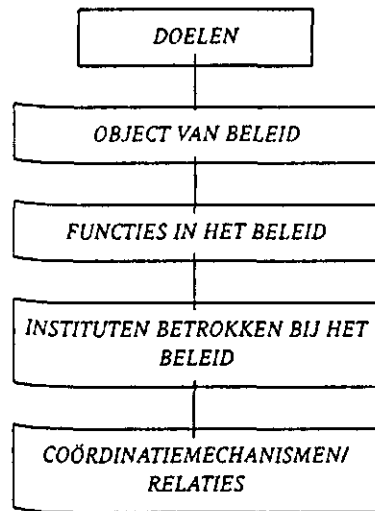 DOELEN
OBJECT VAN BELEID
FUNCTIES IN HET BELEID
INSTITUTEN BETROKKEN BIJ HET
BELEID
COÖRDINATIEMECHANISMEN/
RELATIES